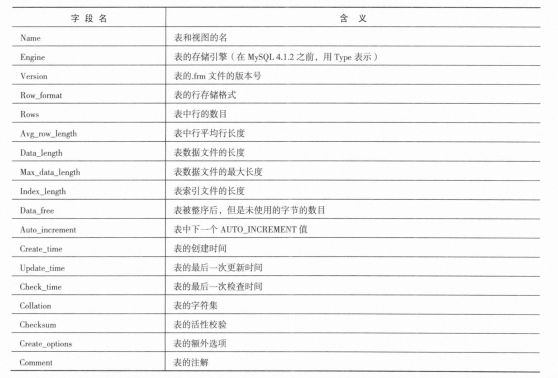 字 段 名 含 义
Name 表和视图的名
Engine 表的存储引擎（在 MySQL 4.1.2 之前，用 Type 表示）
Version 表的.frm 文件的版本号
Row_format 表的行存储格式
Rows 表中行的数目
Avg_row_length 表中行平均行长度
Data_length 表数据文件的长度
Max_data_length 表数据文件的最大长度
Index_length 表索引文件的长度
Data_free 表被整序后，但是未使用的字节的数目
Auto_increment 表中下一个 AUTO_INCREMENT 值
Create_time 表的创建时间
Update_time 表的最后一次更新时间
Check_time 表的最后一次检查时间
Collation 表的字符集
Checksum 表的活性校验
Create_options 表的额外选项
Comment 表的注解